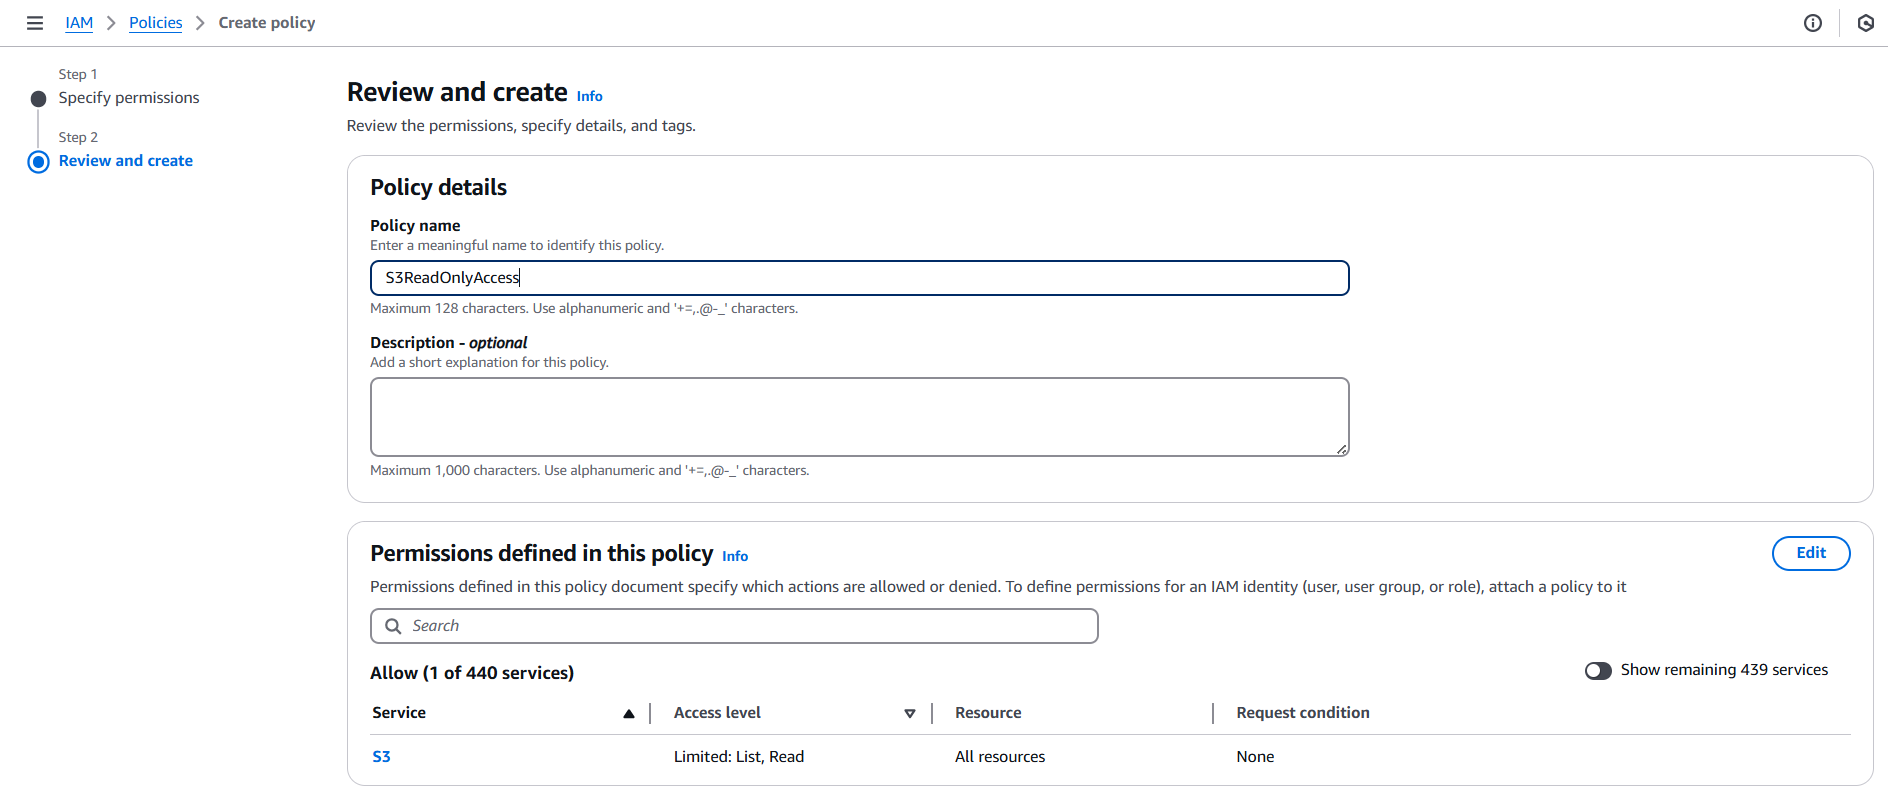 IAM > Policies > Create policy
Step 1
Specify permissions
Step 2
Review and create
Review and create Info
Review the permissions, specify details, and tags.
Policy details
Policy name
Enter a meaningful name to identify this policy.
S3ReadOnlyAccess
Maximum 128 characters. Use alphanumeric and '+=,.@-_' characters.
Description - optional
Add a short explanation for this policy.
Maximum 1,000 characters. Use alphanumeric and '+=,.@-_' characters.
Permissions defined in this policy Info
Edit
Permissions defined in this policy document specify which actions are allowed or denied. To define permissions for an IAM identity (user, user group, or role), attach a policy to it
Search
Allow (1 of 440 services)
Show remaining 439 services
Service Access level Resource Request condition
S3 Limited: List, Read All resources None